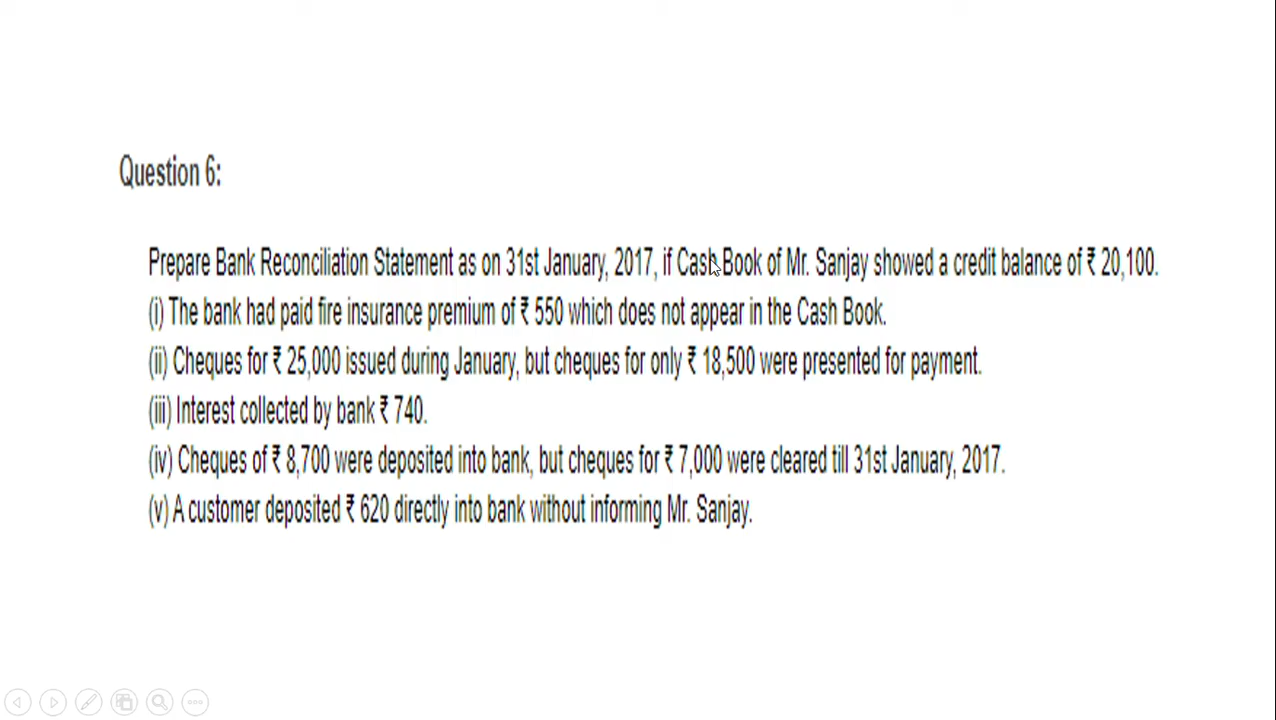 Question 6:
Prepare Bank Reconciliation Statement as on 31st January, 2017, if Cash Book of Mr. Sanjay showed a credit balance of ₹ 20,100.
(i) The bank had paid fire insurance premium of ₹ 550 which does not appear in the Cash Book.
(ii) Cheques for ₹ 25,000 issued during January, but cheques for only ₹ 18,500 were presented for payment.
(iii) Interest collected by bank ₹ 740.
(iv) Cheques of ₹ 8,700 were deposited into bank, but cheques for ₹ 7,000 were cleared till 31st January, 2017.
(v) A customer deposited ₹ 620 directly into bank without informing Mr. Sanjay.